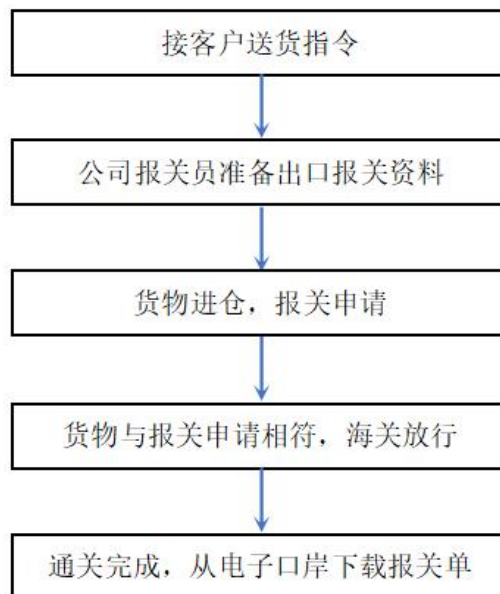 接客户送货指令
公司报关员准备出口报关资料
货物进仓，报关申请
货物与报关申请相符，海关放行
通关完成，从电子口岸下载报关单